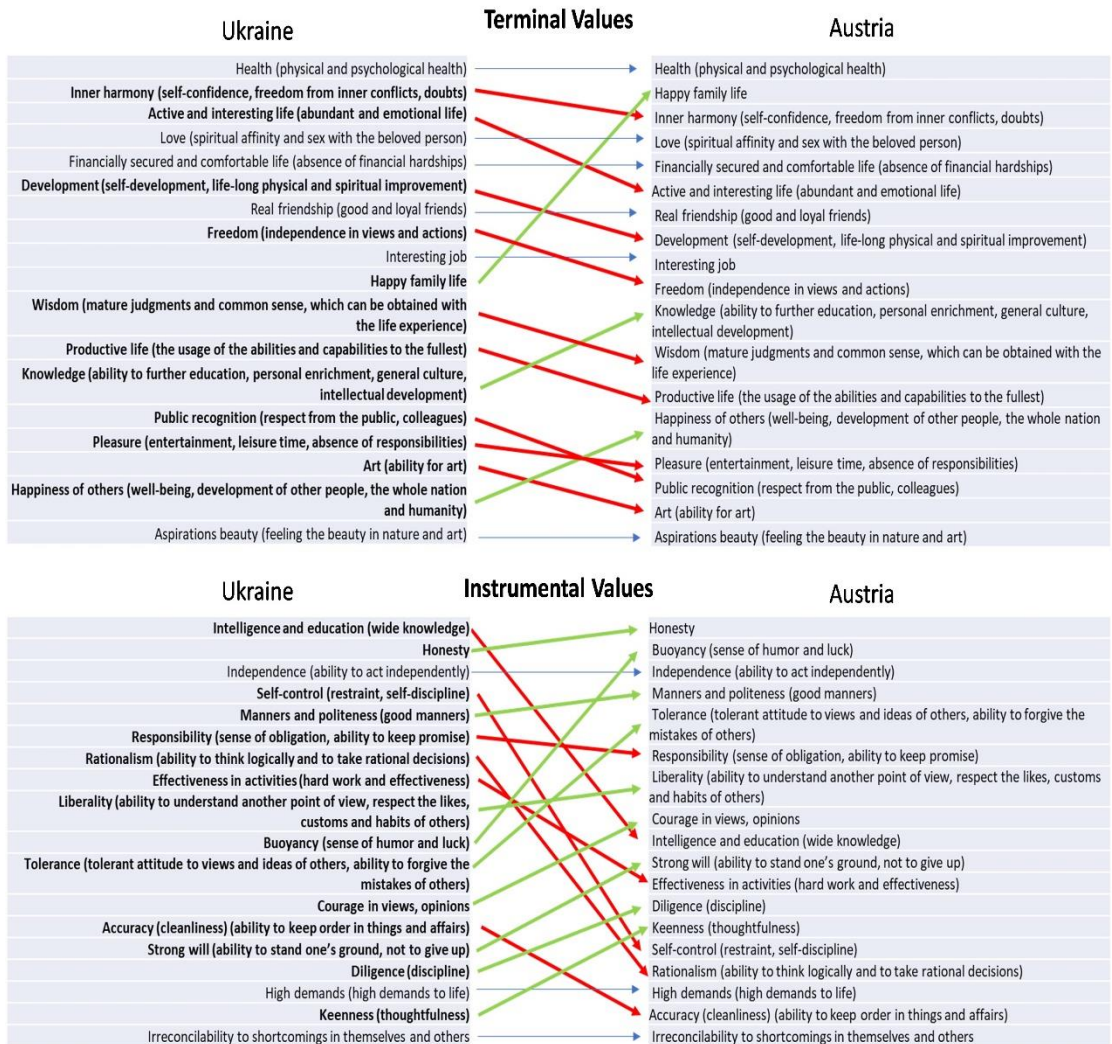 Terminal Values
Ukraine
Austria
Health (physical and psychological health)
Inner harmony (self-confidence, freedom from inner conflicts, doubts)
Active and interesting life (abundant and emotional life)
Love (spiritual affinity and sex with the beloved person)
Financially secured and comfortable life (absence of financial hardships)
Development (self-development, life-long physical and spiritual improvement)
Real friendship (good and loyal friends)
Freedom (independence in views and actions)
Interesting job
Happy family life
Wisdom (mature judgments and common sense, which can be obtained with
the life experience)
Productive life (the usage of the abilities and capabilities to the fullest)
Knowledge (ability to further education, personal enrichment, general culture,
intellectual development)
Public recognition (respect from the public, colleagues)
Pleasure (entertainment, leisure time, absence of responsibilities)
Art (ability for art)
Happiness of others (well-being, development of other people, the whole nation
and humanity)
Aspirations beauty (feeling the beauty in nature and art)
Health (physical and psychological health)
Happy family life
Inner harmony (self-confidence, freedom from inner conflicts, doubts)
Love (spiritual affinity and sex with the beloved person)
Financially secured and comfortable life (absence of financial hardships)
Active and interesting life (abundant and emotional life)
Real friendship (good and loyal friends)
Development (self-development, life-long physical and spiritual improvement)
Interesting job
Freedom (independence in views and actions)
Knowledge (ability to further education, personal enrichment, general culture,
intellectual development)
Wisdom (mature judgments and common sense, which can be obtained with the
life experience)
Productive life (the usage of the abilities and capabilities to the fullest)
Happiness of others (well-being, development of other people, the whole nation
and humanity)
Pleasure (entertainment, leisure time, absence of responsibilities)
Public recognition (respect from the public, colleagues)
Art (ability for art)
Aspirations beauty (feeling the beauty in nature and art)
Instrumental Values
Ukraine
Austria
Intelligence and education (wide knowledge)
Honesty
Independence (ability to act independently)
Self-control (restraint, self-discipline)
Manners and politeness (good manners)
Responsibility (sense of obligation, ability to keep promise)
Rationalism (ability to think logically and to take rational decisions)
Effectiveness in activities (hard work and effectiveness)
Liberality (ability to understand another point of view, respect the likes,
customs and habits of others)
Buoyancy (sense of humor and luck)
Tolerance (tolerant attitude to views and ideas of others, ability to forgive the
mistakes of others)
Courage in views, opinions
Accuracy (cleanliness) (ability to keep order in things and affairs)
Strong will (ability to stand one's ground, not to give up)
Diligence (discipline)
High demands (high demands to life)
Keenness (thoughtfulness)
Irreconcilability to shortcomings in themselves and others
Honesty
Buoyancy (sense of humor and luck)
Independence (ability to act independently)
Manners and politeness (good manners)
Tolerance (tolerant attitude to views and ideas of others, ability to forgive the
mistakes of others)
Responsibility (sense of obligation, ability to keep promise)
Liberality (ability to understand another point of view, respect the likes, customs
and habits of others)
Courage in views, opinions
Intelligence and education (wide knowledge)
Strong will (ability to stand one's ground, not to give up)
Effectiveness in activities (hard work and effectiveness)
Diligence (discipline)
Keenness (thoughtfulness)
Self-control (restraint, self-discipline)
Rationalism (ability to think logically and to take rational decisions)
High demands (high demands to life)
Accuracy (cleanliness) (ability to keep order in things and affairs)
Irreconcilability to shortcomings in themselves and others